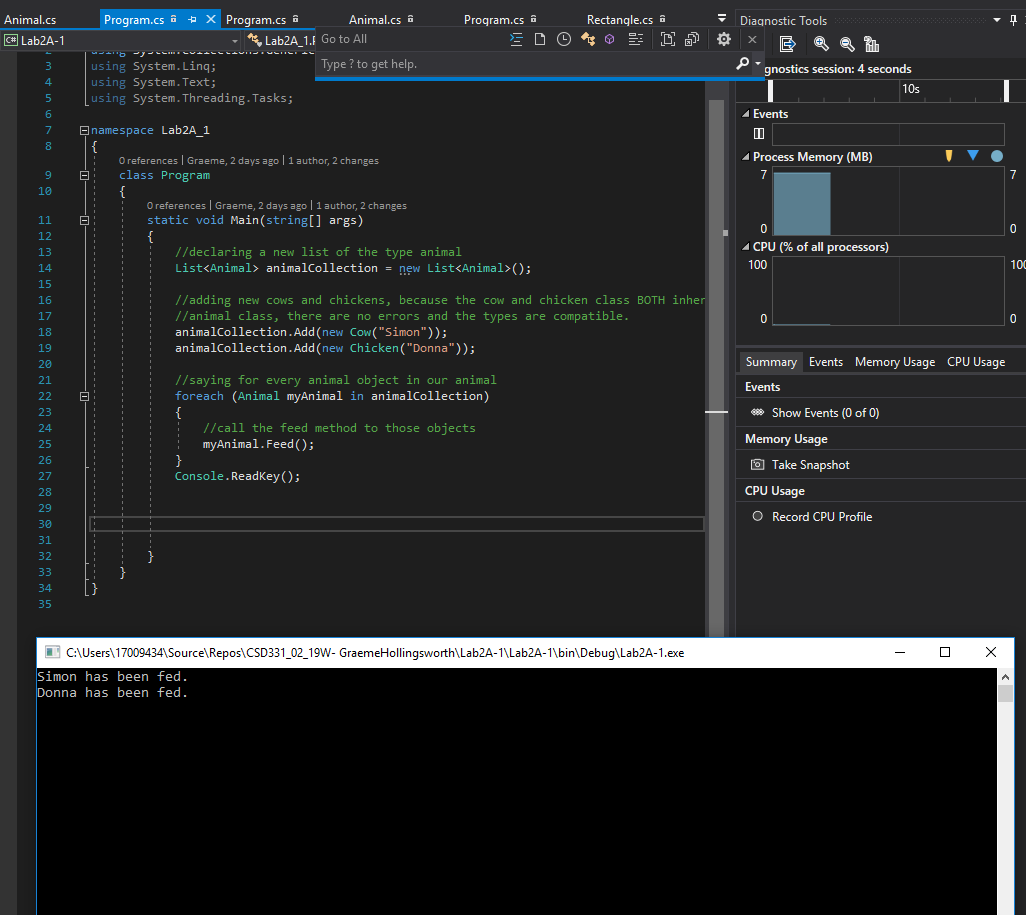 Animal.cs Program.cs Program.cs Animal.cs Program.cs Rectangle.cs
Diagnostic Tools
Lab2A-1
Go to All
Type ? to get help.
gnostics session: 4 seconds
10s
3 using System.Linq;
4 using System.Text;
5 using System.Threading.Tasks;
6
7 namespace Lab2A_1
8 {
0 references | Graeme, 2 days ago | 1 author, 2 changes
9 class Program
10 {
0 references | Graeme, 2 days ago | 1 author, 2 changes
11 static void Main(string[] args)
12 {
13 //declaring a new list of the type animal
14 List<Animal> animalCollection = new List<Animal>();
15
16 //adding new cows and chickens, because the cow and chicken class BOTH inher
17 //animal class, there are no errors and the types are compatible.
18 animalCollection.Add(new Cow("Simon"));
19 animalCollection.Add(new Chicken("Donna"));
20
21 //saying for every animal object in our animal
22 foreach (Animal myAnimal in animalCollection)
23 {
24 //call the feed method to those objects
25 myAnimal.Feed();
26 }
27 Console.ReadKey();
28
29
30
31
32 }
33 }
34 }
35
Events
Process Memory (MB)
7 7
0 0
CPU (% of all processors)
100 100
0 0
Summary Events Memory Usage CPU Usage
Events
Show Events (0 of 0)
Memory Usage
Take Snapshot
CPU Usage
Record CPU Profile
C:\Users\17009434\Source\Repos\CSD331_02_19W- GraemeHollingsworth\Lab2A-1\Lab2A-1\bin\Debug\Lab2A-1.exe
Simon has been fed.
Donna has been fed.